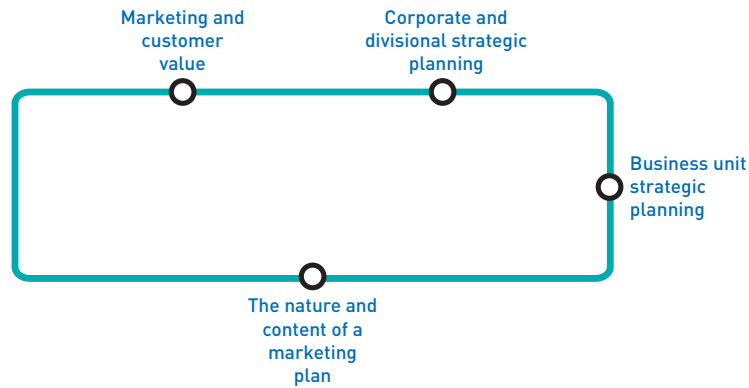 Marketing and
customer
value
Corporate and
divisional strategic
planning
Business unit
strategic
planning
The nature and
content of a
marketing
plan